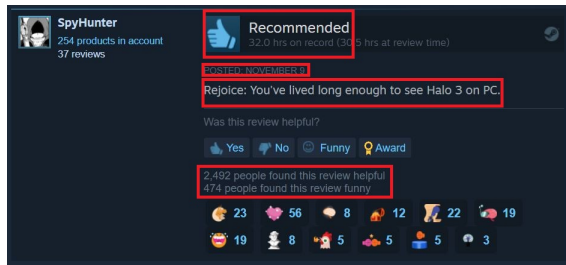 SpyHunter
254 products in account
37 reviews
Recommended
32.0 hrs on record (30.5 hrs at review time)
POSTED: NOVEMBER 9
Rejoice: You've lived long enough to see Halo 3 on PC.
Was this review helpful?
Yes No Funny Award
2,492 people found this review helpful
474 people found this review funny
23 56 8 12 22 19
19 8 5 5 5 3